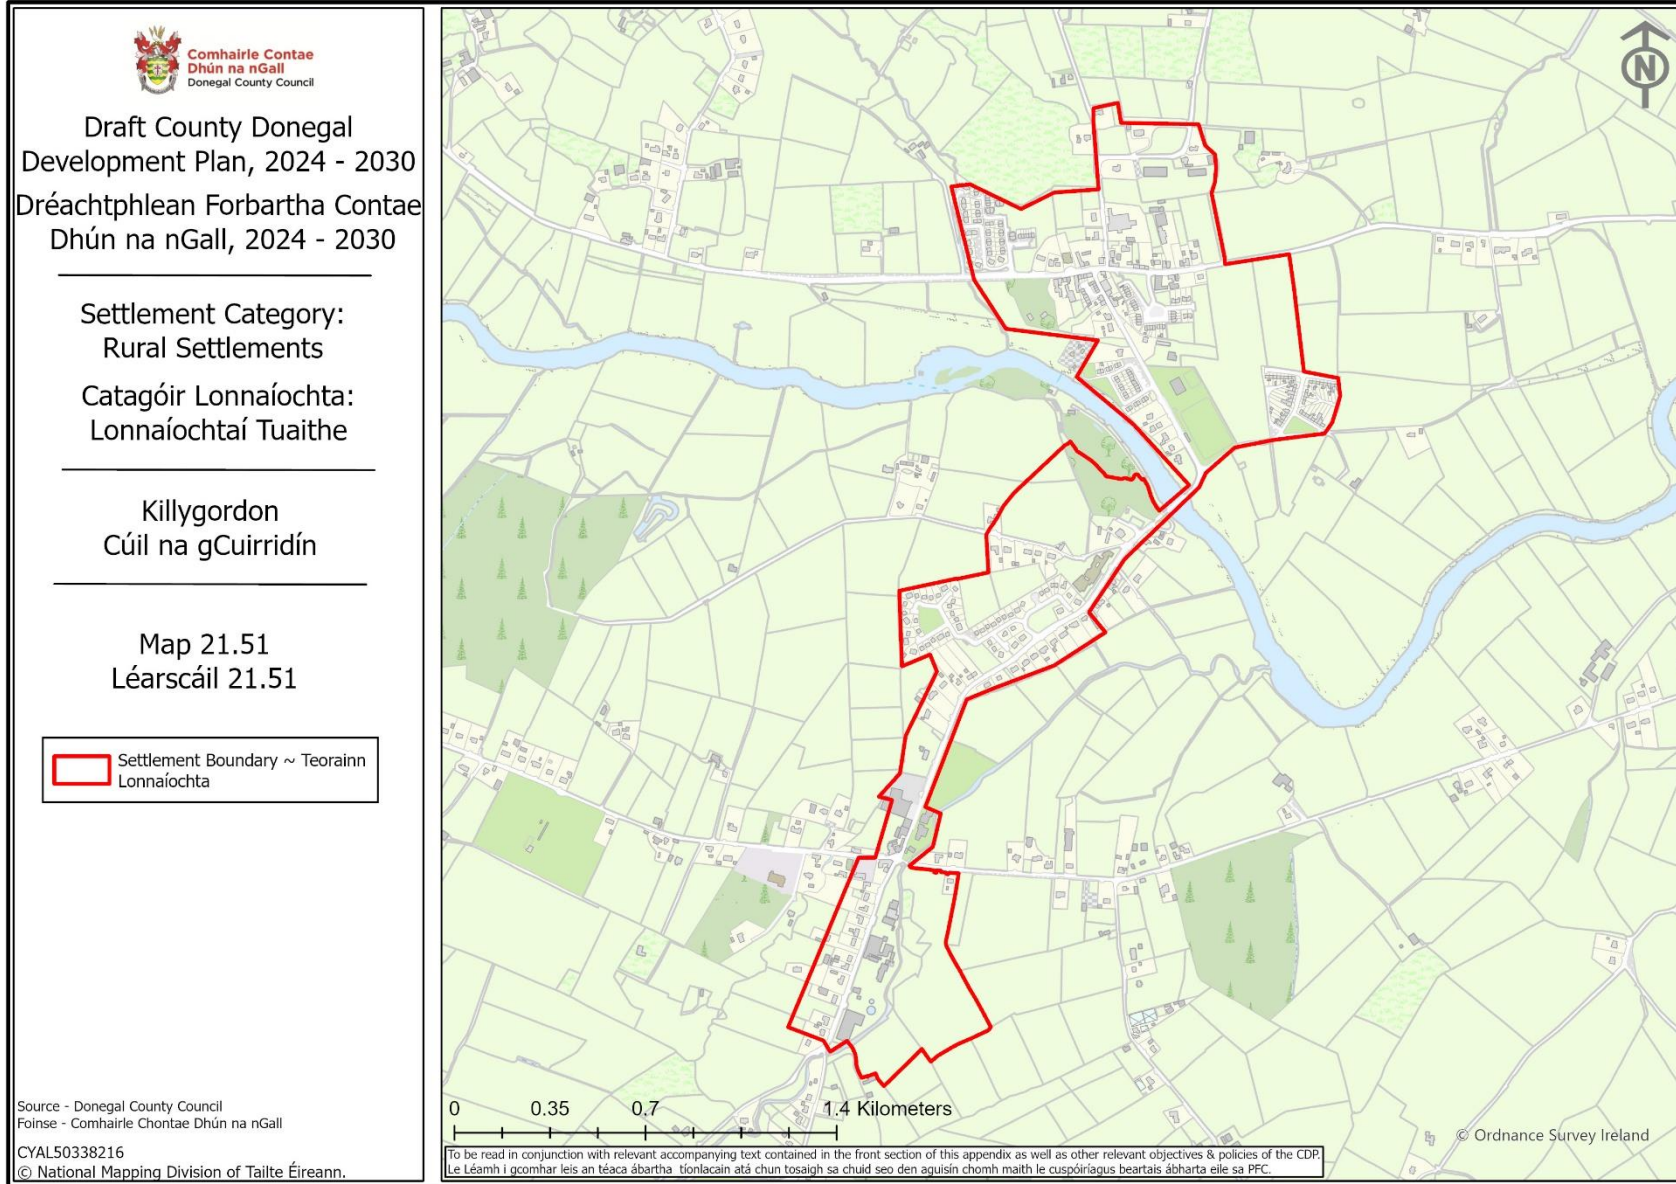 Comhairle Contae
Dhún na nGall
Donegal County Council
Draft County Donegal
Development Plan, 2024 - 2030
Dréachtphlean Forbartha Contae
Dhún na nGall, 2024 - 2030
Settlement Category:
Rural Settlements
Catagóir Lonnaíochta:
Lonnaíochtaí Tuaithe
Killygordon
Cúil na gCuirridín
Map 21.51
Léarscáil 21.51
Settlement Boundary ~ Teorainn
Lonnaíochta
Source - Donegal County Council
Foinse - Comhairle Chontae Dhún na nGall
CYAL50338216
© National Mapping Division of Tailte Éireann.
N
0 0.35 0.7 1.4 Kilometers
© Ordnance Survey Ireland
To be read in conjunction with relevant accompanying text contained in the front section of this appendix as well as other relevant objectives & policies of the CDP.
Le Léamh i gcomhar leis an téaca ábartha tíonlacain atá chun tosaigh sa chuid seo den aguisín chomh maith le cuspóiríagus beartais ábharta eile sa PFC.